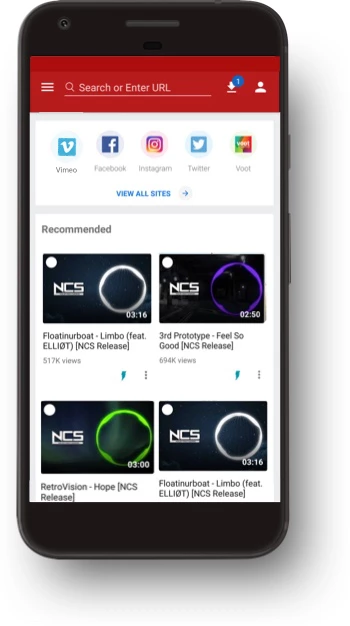 Search or Enter URL
1
Vimeo
Facebook
Instagram
Twitter
voot
Voot
VIEW ALL SITES
Recommended
NCS
03:16
NCS
02:50
Floatinurboat - Limbo (feat.
ELLIØT) [NCS Release]
517K views
3rd Prototype - Feel So
Good [NCS Release]
694K views
NCS
03:00
NCS
03:16
RetroVision - Hope [NCS
Release]
Floatinurboat - Limbo (feat.
ELLIØT) [NCS Release]